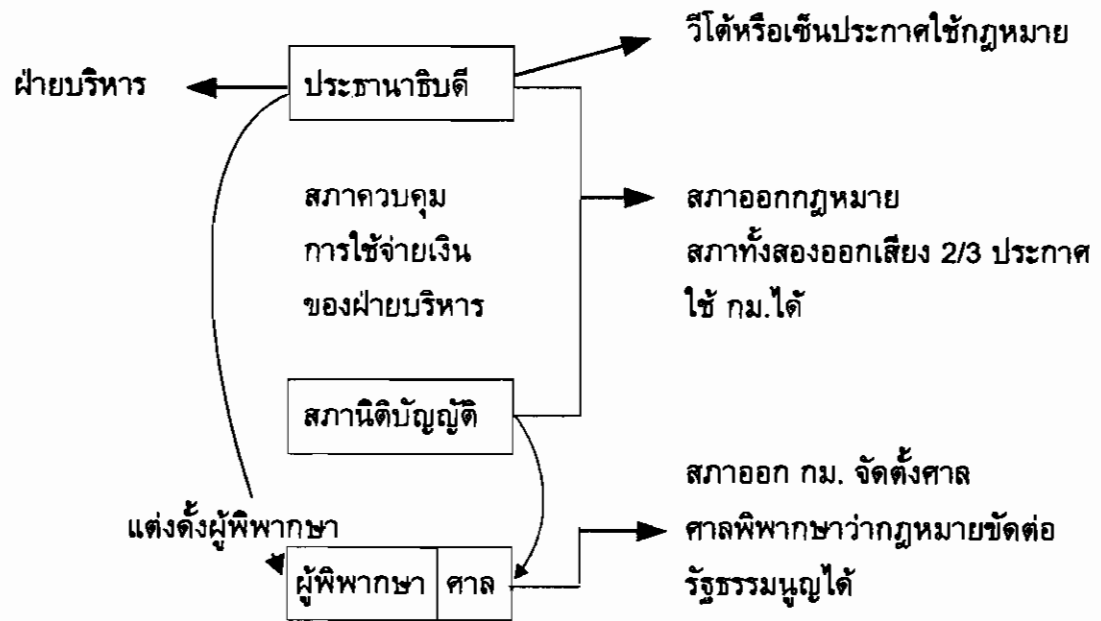 วีโต้หรือเซ็นประกาศใช้กฎหมาย
ฝ่ายบริหาร
ประธานาธิบดี
สภาควบคุม
การใช้จ่ายเงิน
ของฝ่ายบริหาร
สภาออกกฎหมาย
สภาทั้งสองออกเสียง 2/3 ประกาศ
ใช้ กม.ได้
สภานิติบัญญัติ
แต่งตั้งผู้พิพากษา
สภาออก กม. จัดตั้งศาล
ศาลพิพากษาว่ากฎหมายขัดต่อ
รัฐธรรมนูญได้
ผู้พิพากษา ศาล